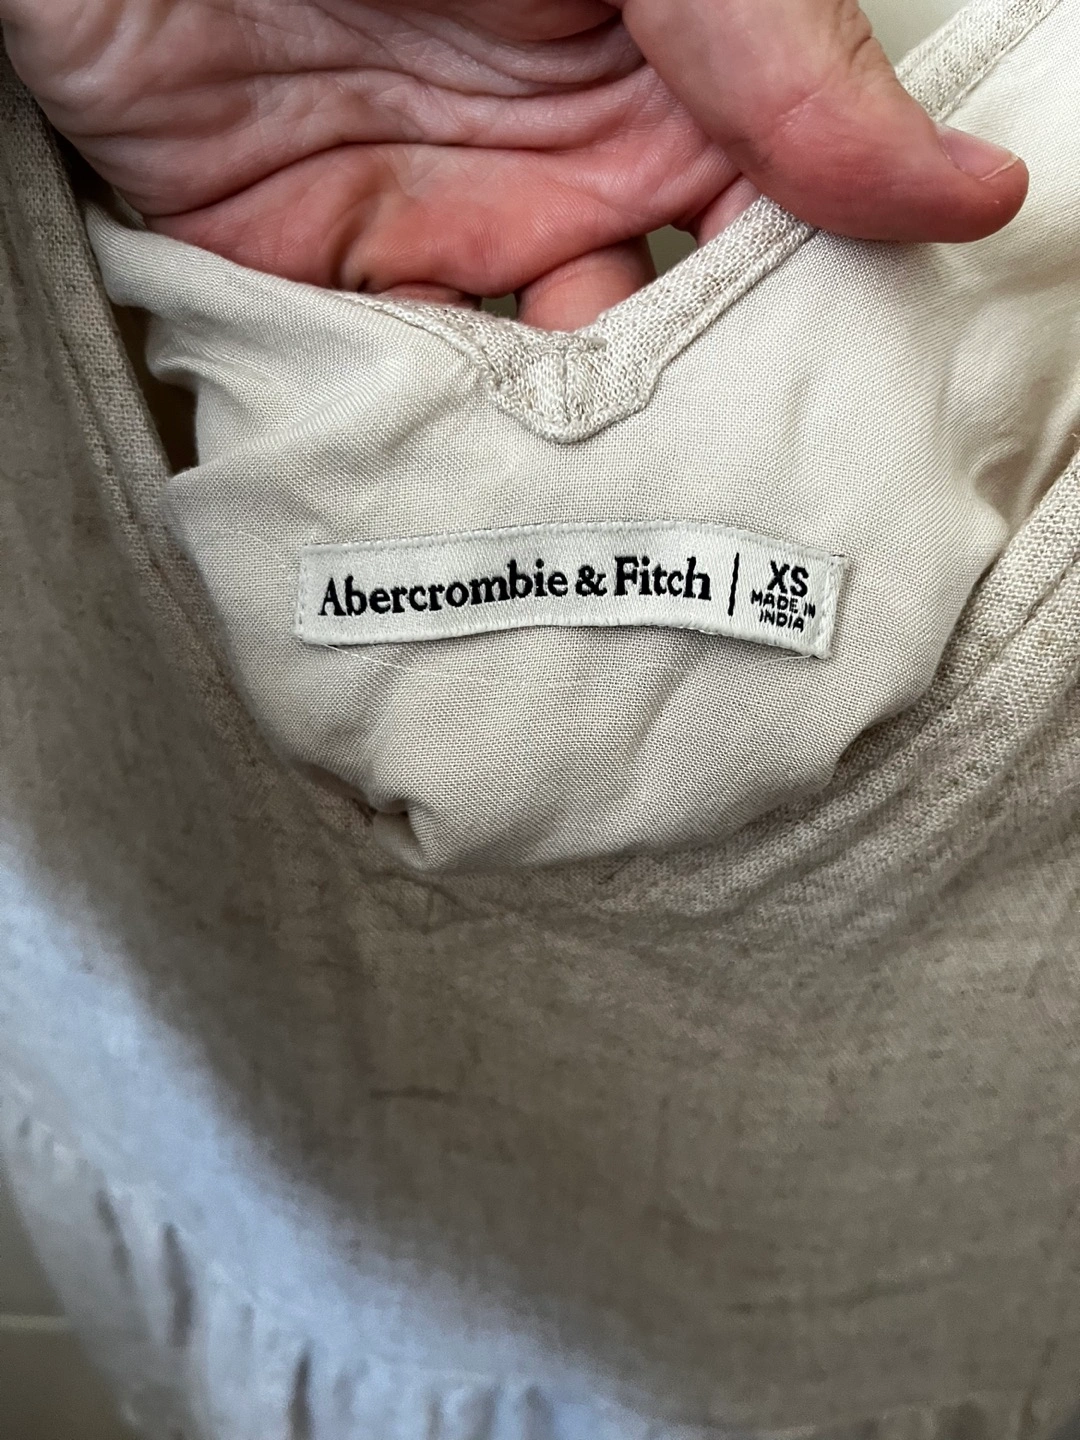 Abercrombie & Fitch | XS
MADE IN
INDIA